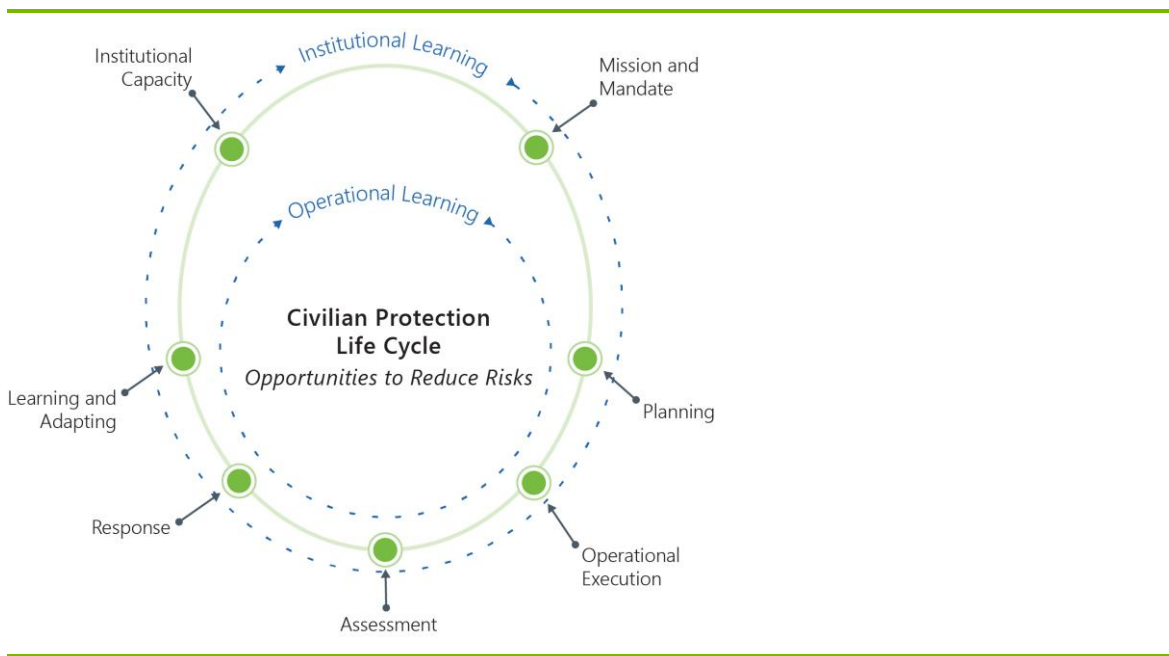 Institutional Learning
Institutional
Capacity
Mission and
Mandate
Operational Learning
Civilian Protection
Life Cycle
Opportunities to Reduce Risks
Learning and
Adapting
Planning
Response
Operational
Execution
Assessment